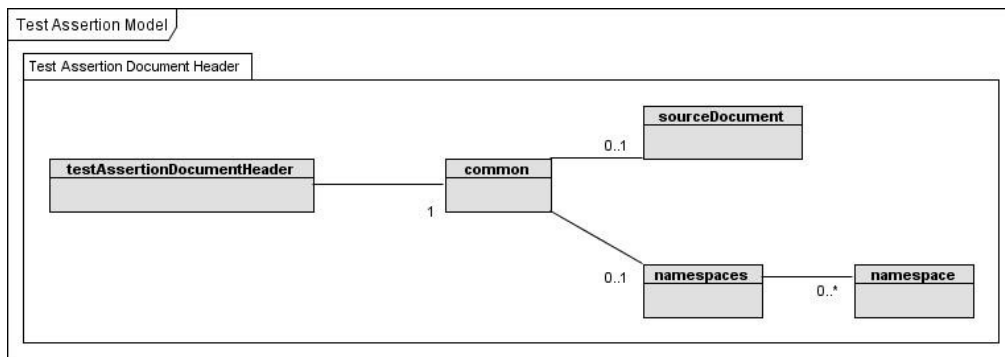 Test Assertion Model
Test Assertion Document Header
sourceDocument
0..1
testAssertionDocumentHeader
common
1
namespaces
namespace
0..1
0..*